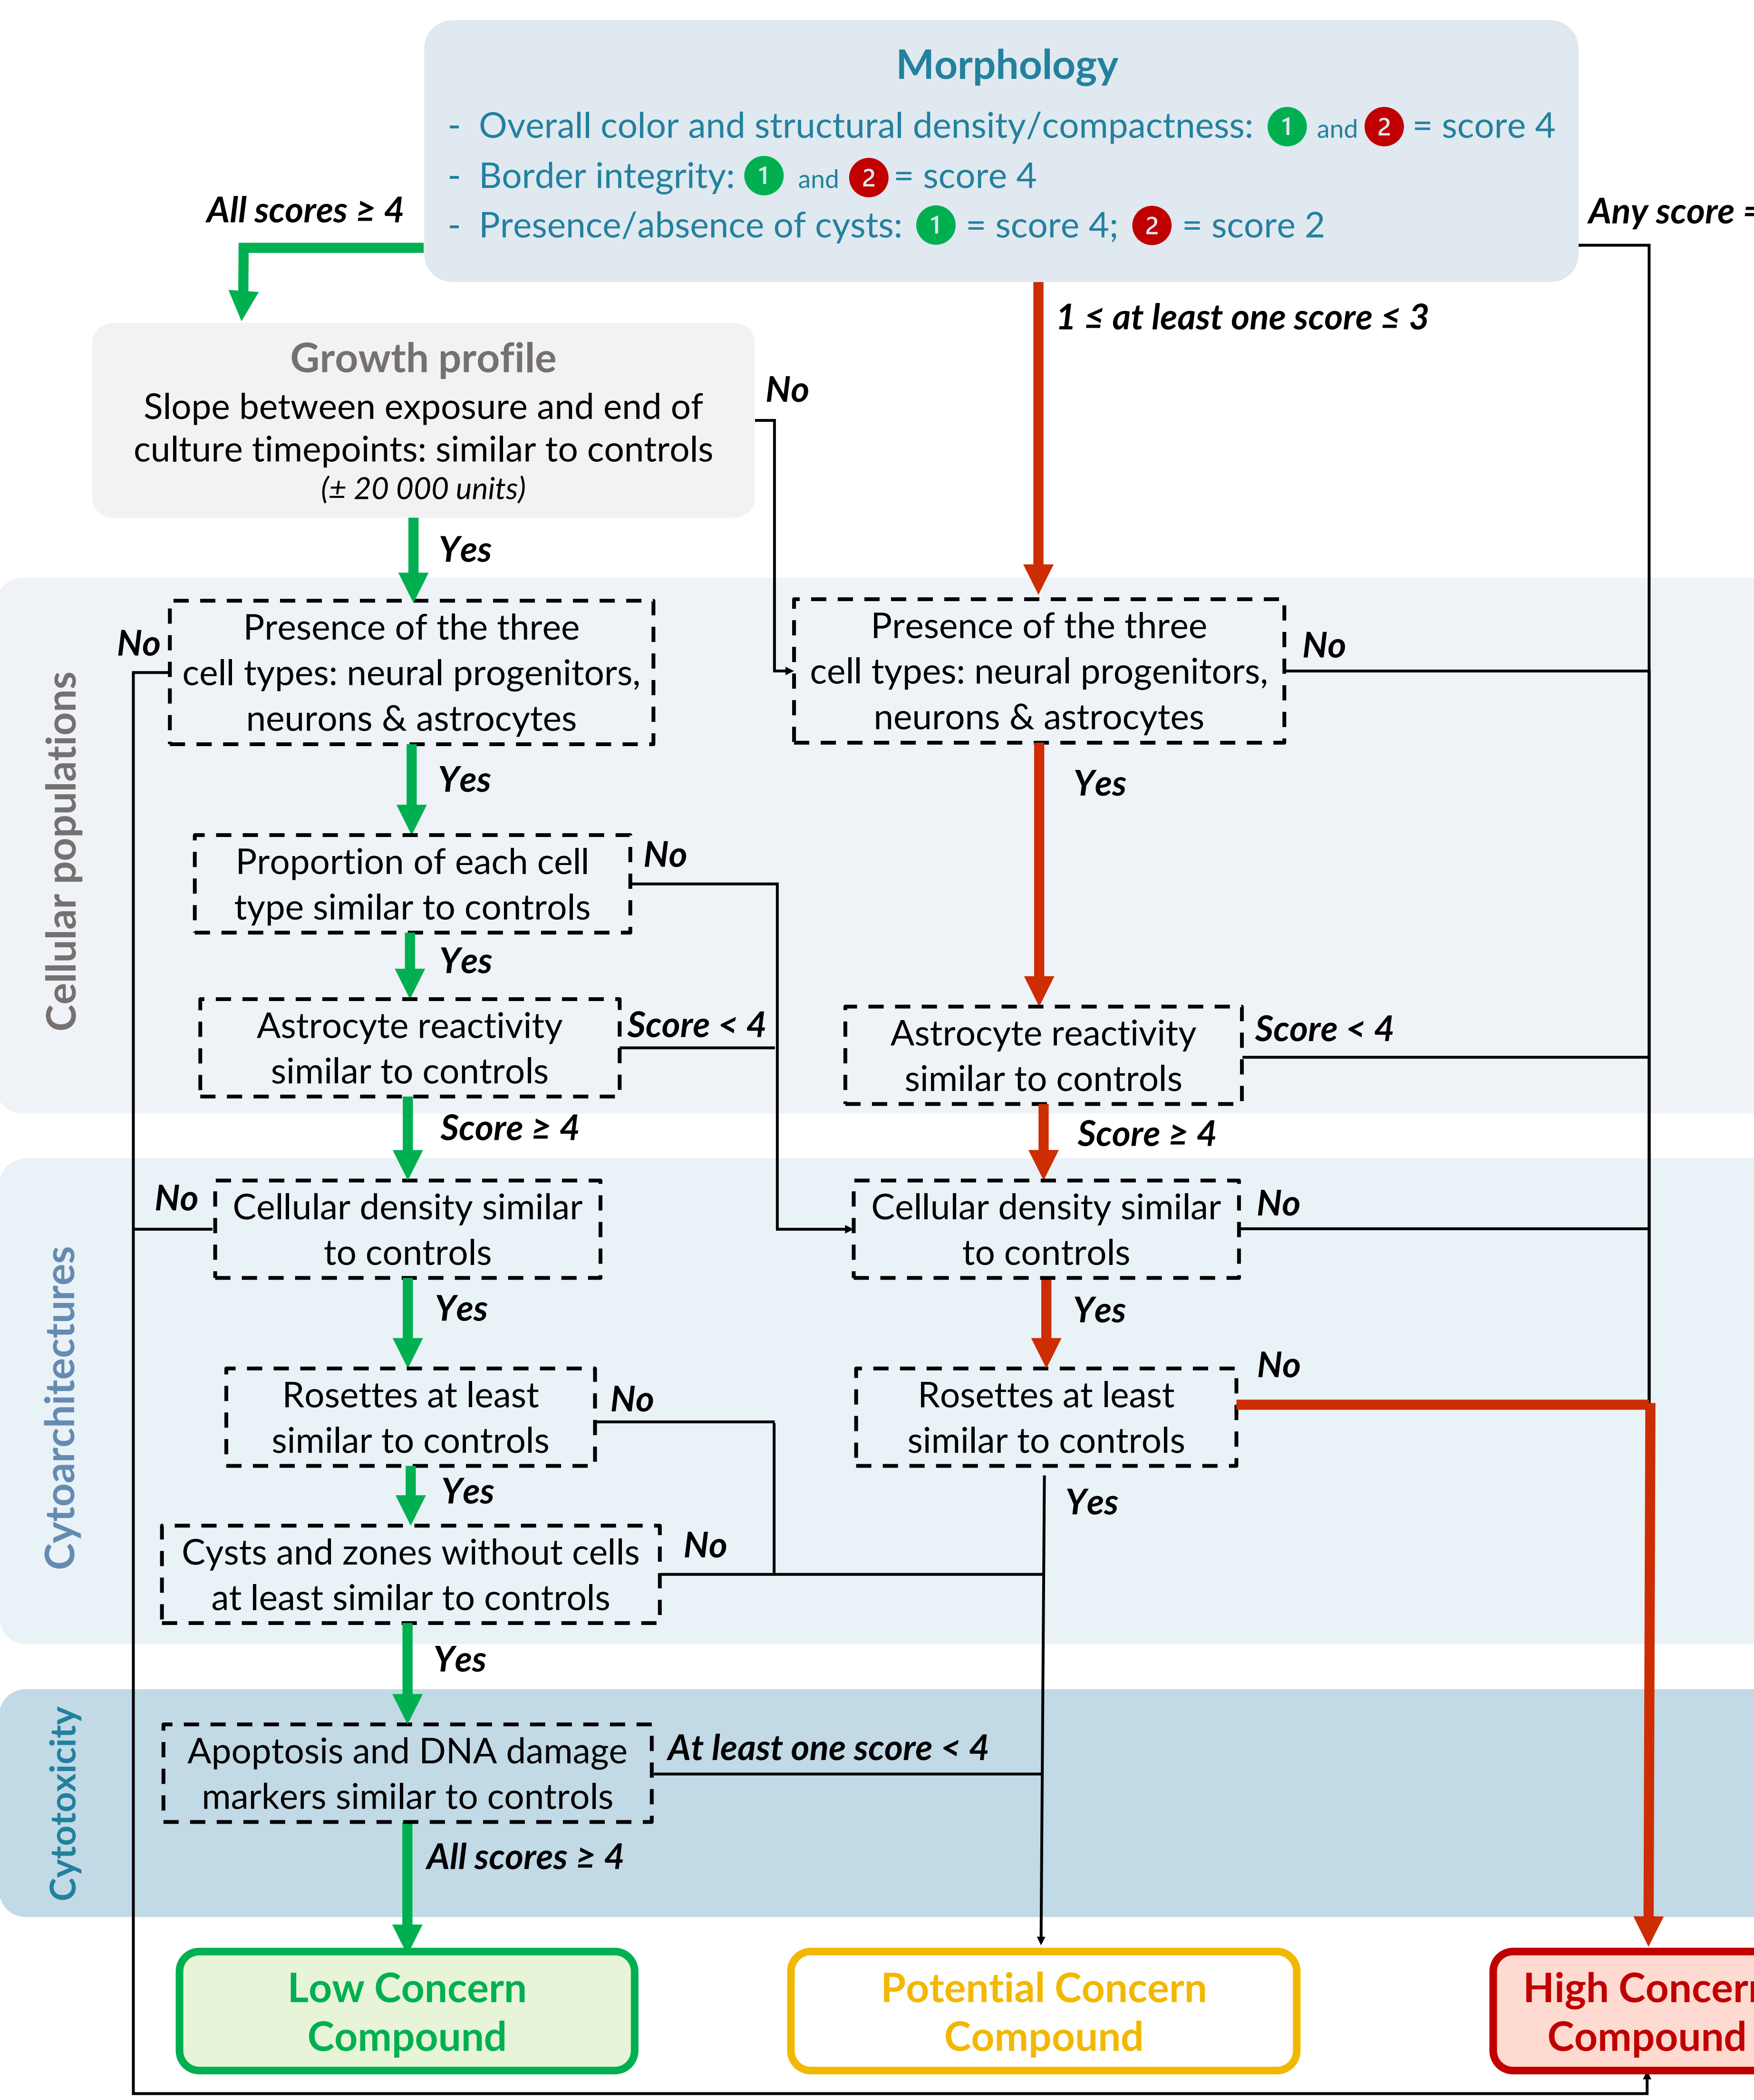 Morphology
- Overall color and structural density/compactness: 1 and 2 = score 4
- Border integrity: 1 and 2 = score 4
- Presence/absence of cysts: 1 = score 4; 2 = score 2
All scores ≥ 4
Any score =
1 ≤ at least one score ≤ 3
Growth profile
Slope between exposure and end of
culture timepoints: similar to controls
(± 20 000 units)
No
Yes
Cellular populations
No
Presence of the three
cell types: neural progenitors,
neurons & astrocytes
Presence of the three
cell types: neural progenitors,
neurons & astrocytes
No
Yes
Yes
Proportion of each cell
type similar to controls
No
Yes
Astrocyte reactivity
similar to controls
Score < 4
Astrocyte reactivity
similar to controls
Score < 4
Score ≥ 4
Score ≥ 4
Cytoarchitectures
No
Cellular density similar
to controls
Cellular density similar
to controls
No
Yes
Yes
Rosettes at least
similar to controls
No
Rosettes at least
similar to controls
No
Yes
Yes
Cysts and zones without cells
at least similar to controls
No
Yes
Cytotoxicity
Apoptosis and DNA damage
markers similar to controls
At least one score < 4
All scores ≥ 4
Low Concern
Compound
Potential Concern
Compound
High Concern
Compound